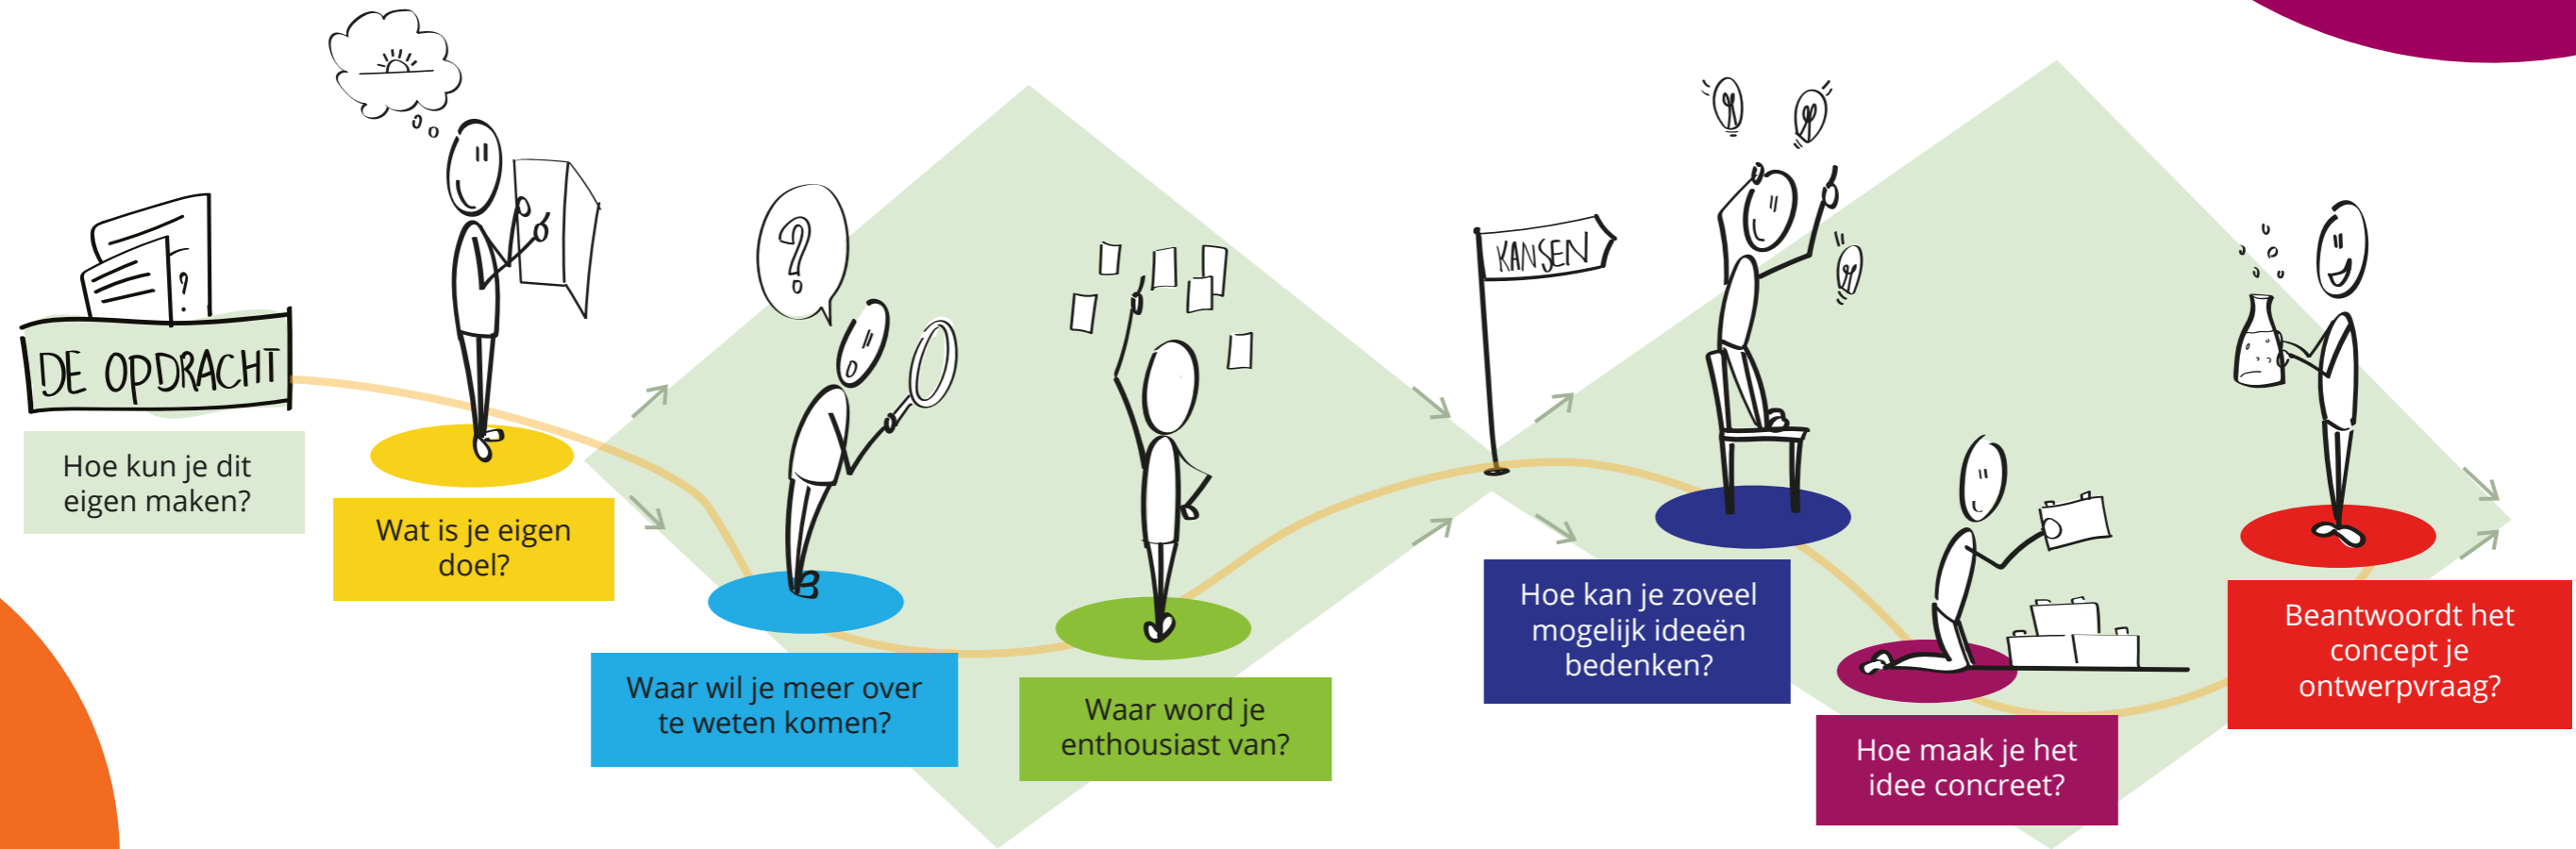 DE OPDRACHT
Hoe kun je dit
eigen maken?
Wat is je eigen
doel?
?
?
Waar wil je meer over
te weten komen?
Waar word je
enthousiast van?
KANSEN
Hoe kan je zoveel
mogelijk ideeën
bedenken?
Hoe maak je het
idee concreet?
Beantwoordt het
concept je
ontwerpvraag?